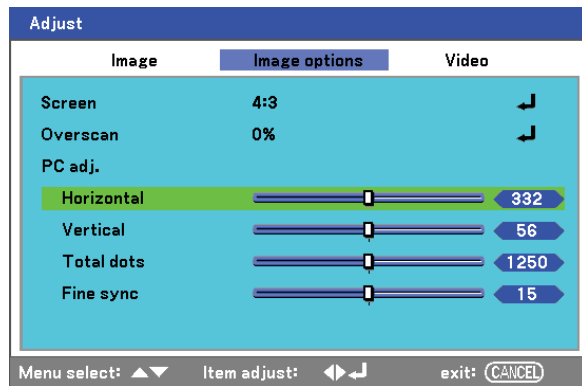 Adjust
Image Image options Video
Screen 4:3
Overscan 0%
PC adj.
Horizontal 332
Vertical 56
Total dots 1250
Fine sync 15
Menu select: ▲▼ Item adjust: ◀▶↵ exit: (CANCEL)